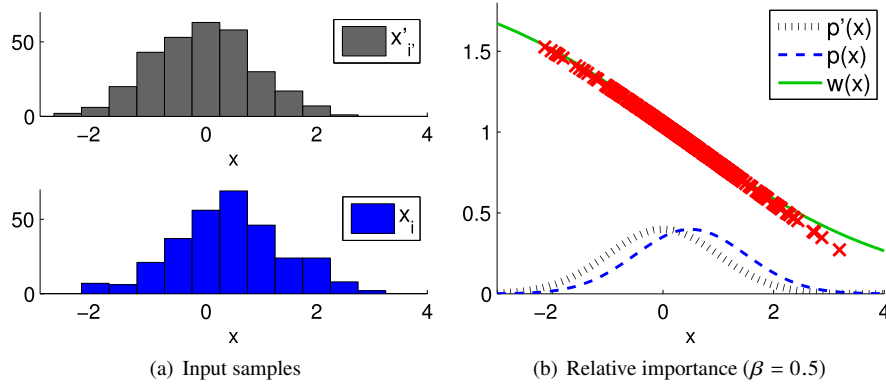 50
0
−2
0
2
4
x
x'i'
50
0
−2
0
2
4
x
xi
(a) Input samples
1.5
1
0.5
0
−2
0
2
4
x
p'(x)
p(x)
w(x)
(b) Relative importance (β = 0.5)